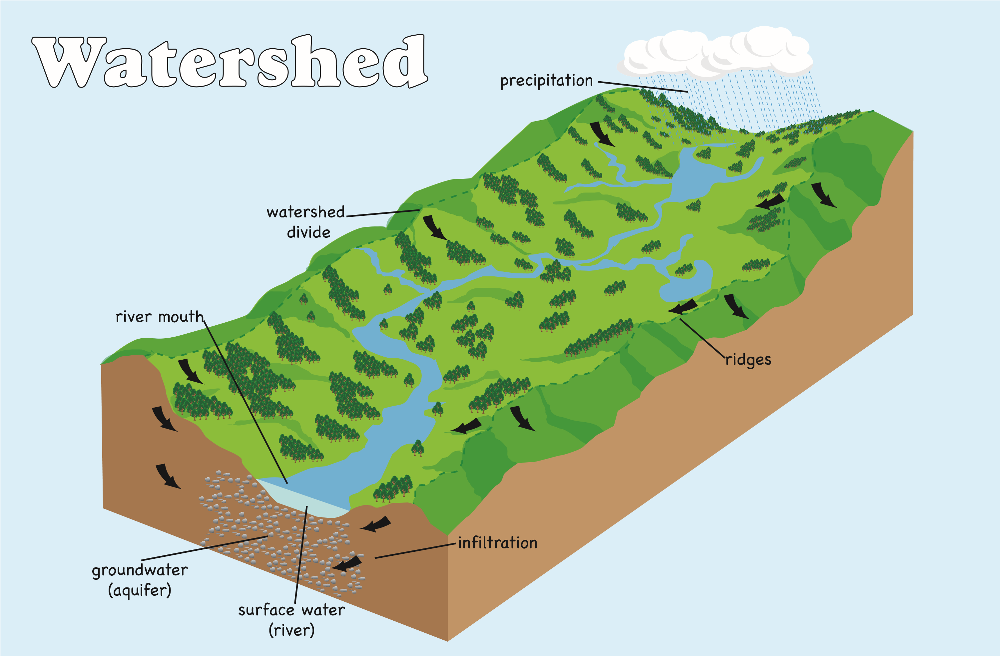 Watershed
precipitation
watershed
divide
river mouth
ridges
infiltration
groundwater
(aquifer)
surface water
(river)